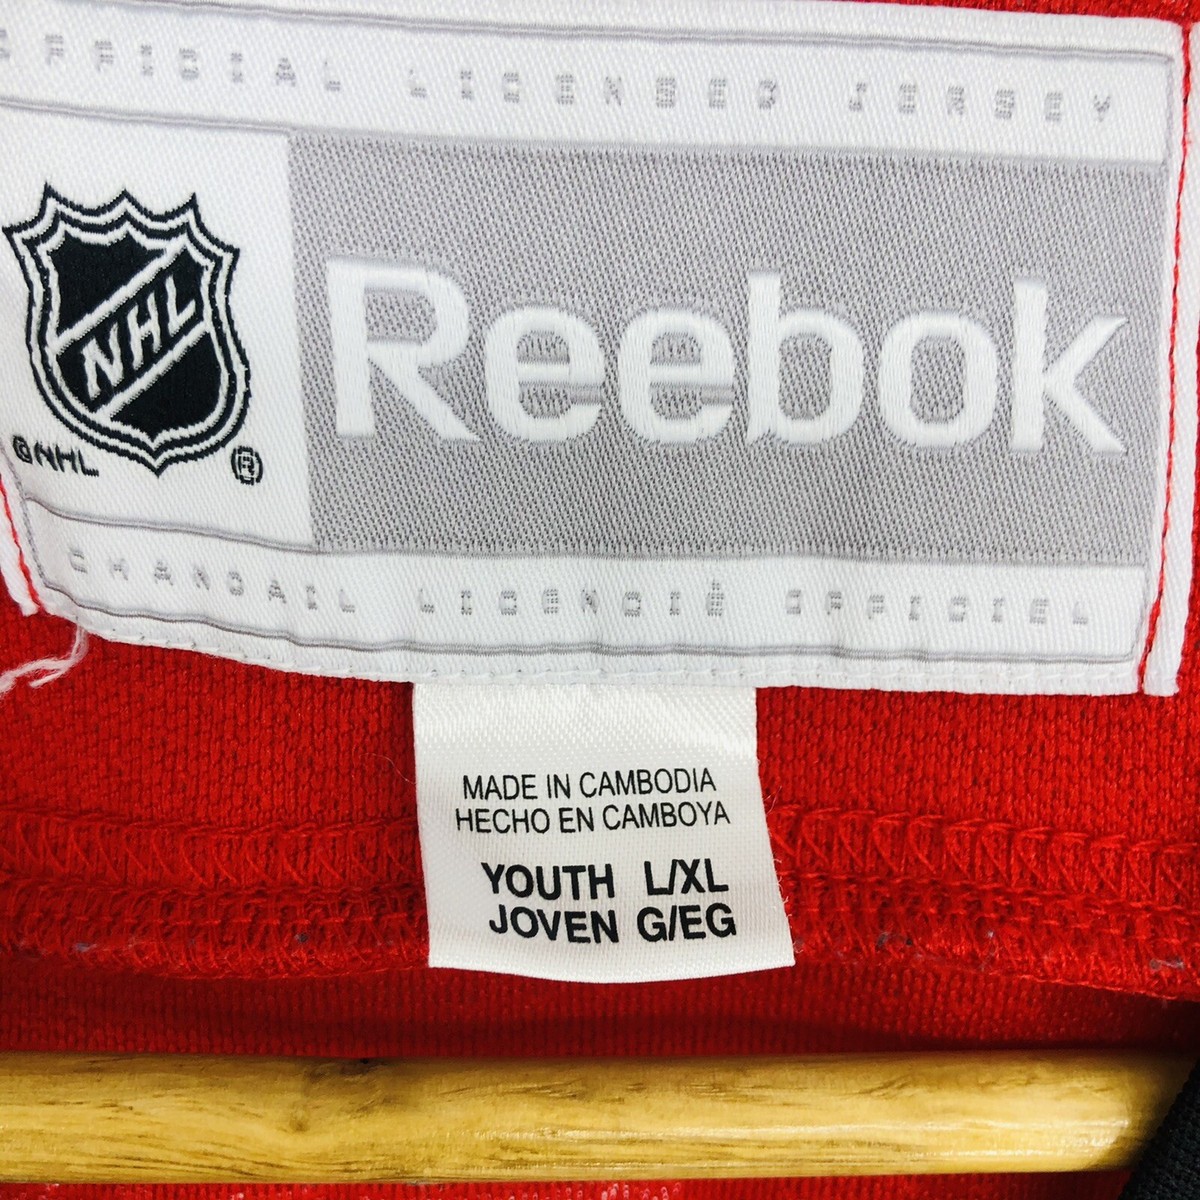 OFFICIAL LICENSED JERSEY
NHL
©NHL ®
Reebok
CHANDAIL LICENCIÉ OFFICIEL
MADE IN CAMBODIA
HECHO EN CAMBOYA
YOUTH L/XL
JOVEN G/EG